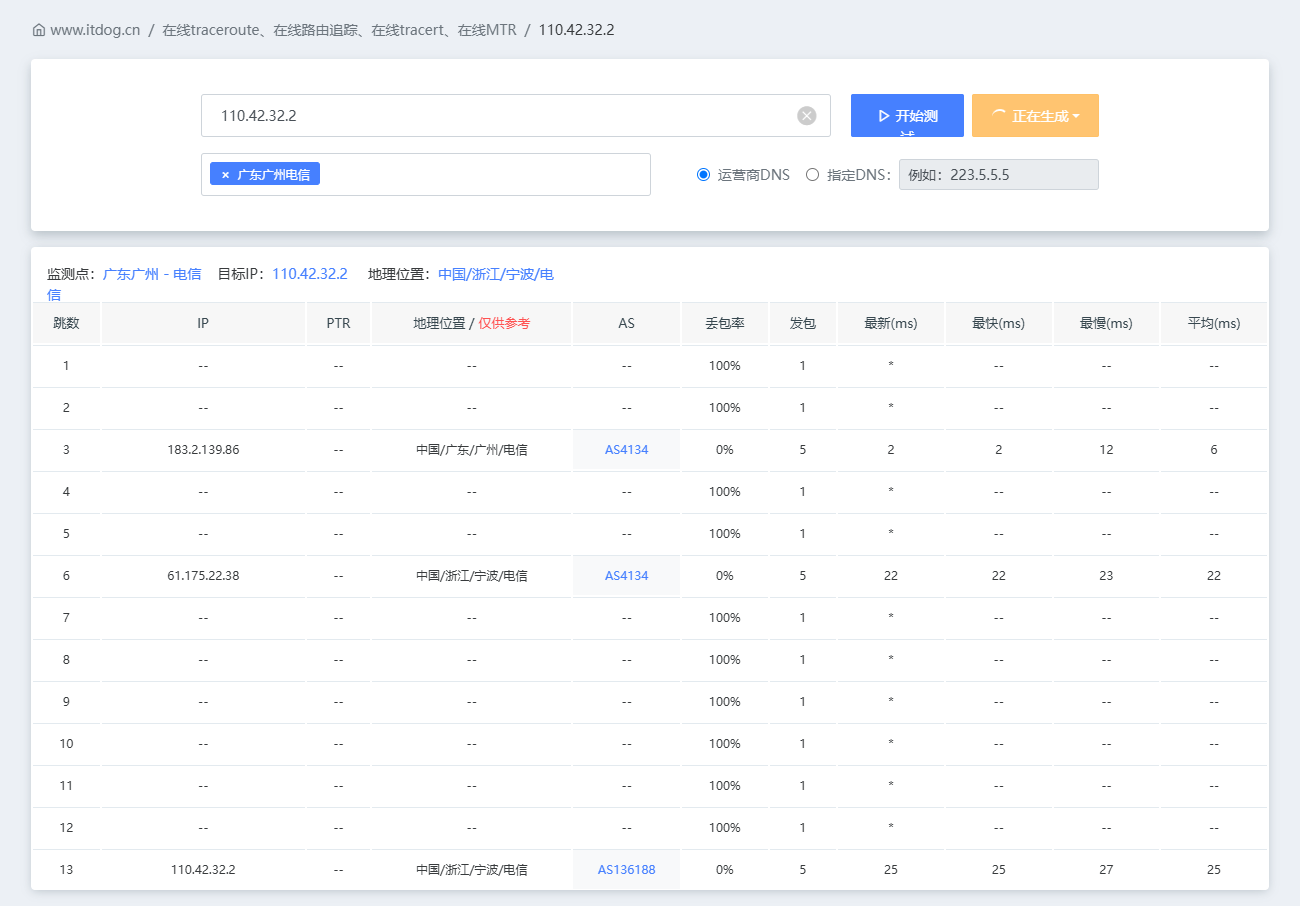 www.itdog.cn / 在线traceroute、在线路由追踪、在线tracert、在线MTR / 110.42.32.2
110.42.32.2
开始测试
正在生成
× 广东广州电信
运营商DNS 指定DNS: 例如：223.5.5.5
监测点：广东广州 - 电信 目标IP：110.42.32.2 地理位置：中国/浙江/宁波/电
信
跳数 IP PTR 地理位置 / 仅供参考 AS 丢包率 发包 最新(ms) 最快(ms) 最慢(ms) 平均(ms)
1 -- -- -- -- 100% 1 * -- -- --
2 -- -- -- -- 100% 1 * -- -- --
3 183.2.139.86 -- 中国/广东/广州/电信 AS4134 0% 5 2 2 12 6
4 -- -- -- -- 100% 1 * -- -- --
5 -- -- -- -- 100% 1 * -- -- --
6 61.175.22.38 -- 中国/浙江/宁波/电信 AS4134 0% 5 22 22 23 22
7 -- -- -- -- 100% 1 * -- -- --
8 -- -- -- -- 100% 1 * -- -- --
9 -- -- -- -- 100% 1 * -- -- --
10 -- -- -- -- 100% 1 * -- -- --
11 -- -- -- -- 100% 1 * -- -- --
12 -- -- -- -- 100% 1 * -- -- --
13 110.42.32.2 -- 中国/浙江/宁波/电信 AS136188 0% 5 25 25 27 25